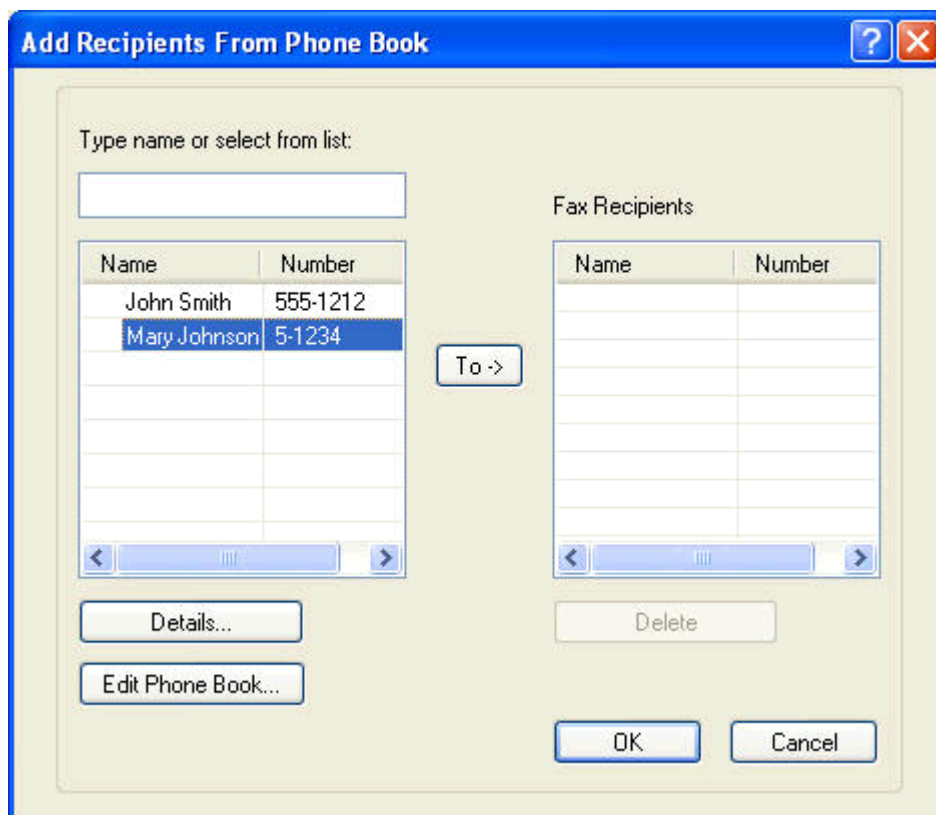 Add Recipients From Phone Book
Type name or select from list:
Fax Recipients
Name Number
John Smith 555-1212
Mary Johnson 5-1234
To ->
Name Number
Details...
Edit Phone Book...
Delete
OK Cancel